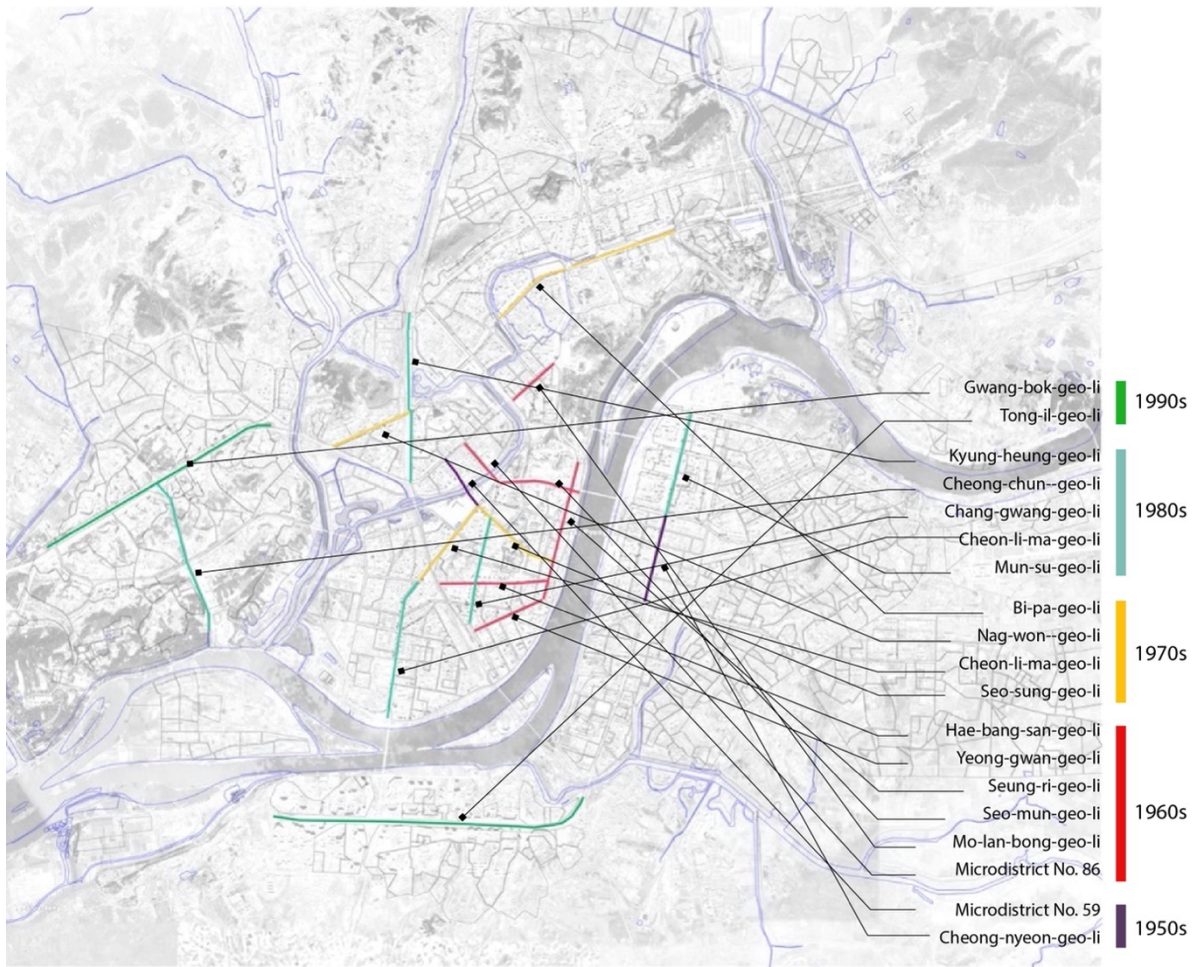 Gwang-bok-geo-li
1990s
Tong-il-geo-li
Kyung-heung-geo-li
Cheong-chun--geo-li
Chang-gwang-geo-li
1980s
Cheon-li-ma-geo-li
Mun-su-geo-li
Bi-pa-geo-li
Nag-won--geo-li
1970s
Cheon-li-ma-geo-li
Seo-sung-geo-li
Hae-bang-san-geo-li
Yeong-gwan-geo-li
Seung-ri-geo-li
1960s
Seo-mun-geo-li
Mo-lan-bong-geo-li
Microdistrict No. 86
Microdistrict No. 59
1950s
Cheong-nyeon-geo-li